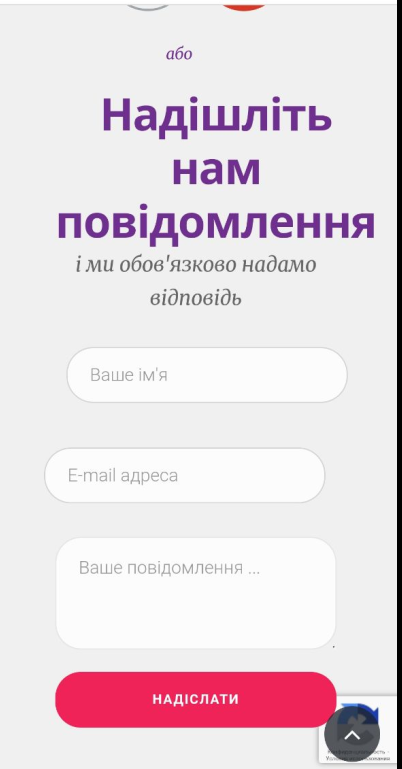 або
Надішліть
нам
повідомлення
і ми обов'язково надамо
відповідь
Ваше ім'я
E-mail адреса
Ваше повідомлення ...
НАДІСЛАТИ